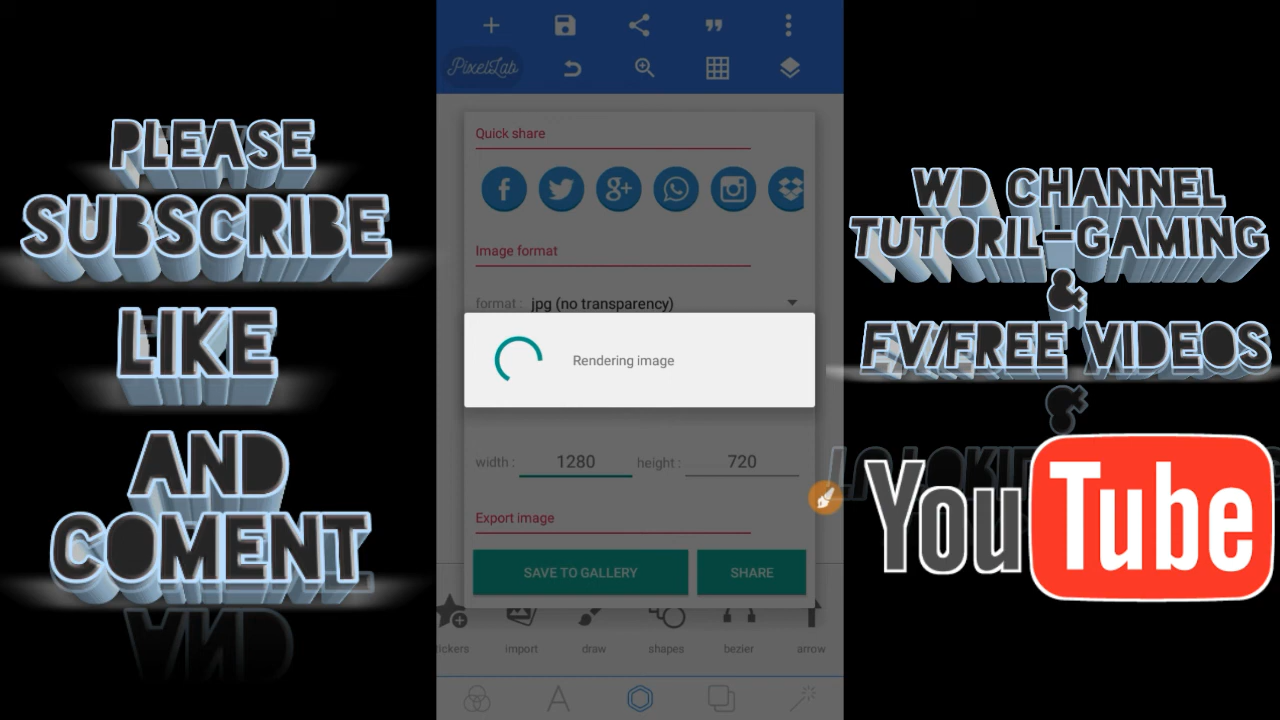 PLEASE
SUBSCRIBE
LIKE
AND
COMENT
PixelLab
Quick share
Image format
format : jpg (no transparency)
Rendering image
width : 1280 height : 720
Export image
SAVE TO GALLERY SHARE
tickers import draw shapes bezier arrow
WD CHANNEL
TUTORIL-GAMING
&
FV/FREE VIDEOS
YouTube